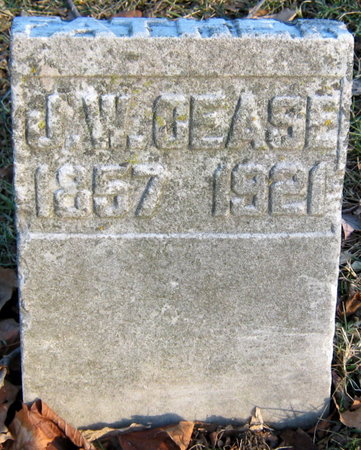 FATHER
J.W. CEASE
1857 1921